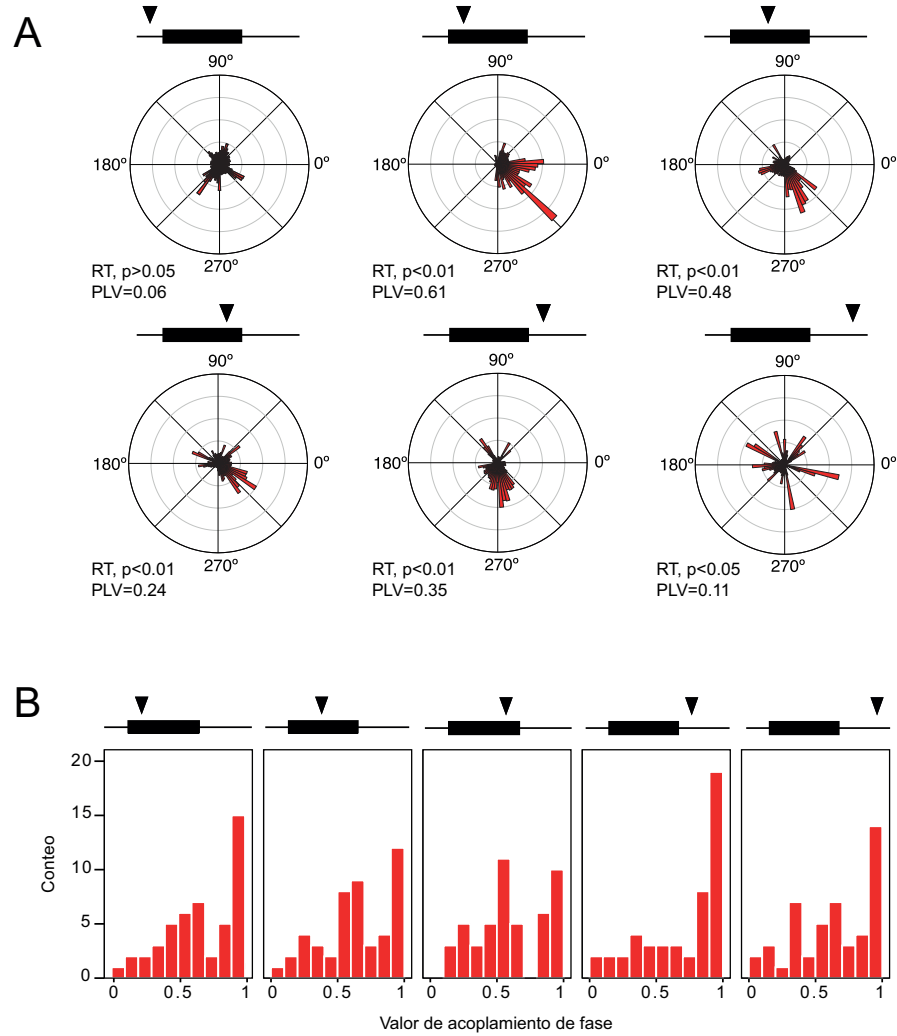 A
90º
90º
90º
180º
0º
180º
0º
180º
0º
270º
270º
270º
RT, p>0.05
PLV=0.06
RT, p<0.01
PLV=0.61
RT, p<0.01
PLV=0.48
90º
90º
90º
180º
0º
180º
0º
180º
0º
270º
270º
270º
RT, p<0.01
PLV=0.24
RT, p<0.01
PLV=0.35
RT, p<0.05
PLV=0.11
B
20
15
10
5
0
Conteo
0 0.5 1
0 0.5 1
0 0.5 1
0 0.5 1
0 0.5 1
Valor de acoplamiento de fase